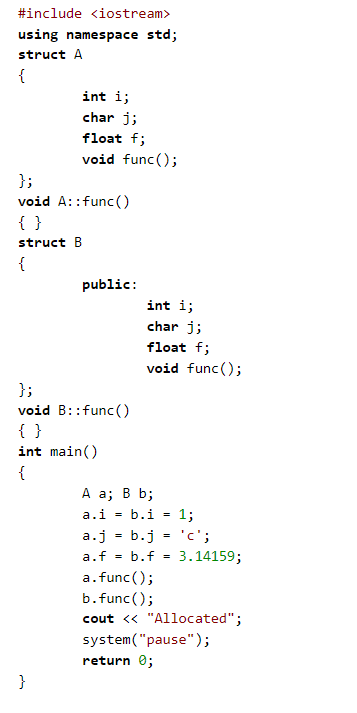 #include <iostream>
using namespace std;
struct A
{
        int i;
        char j;
        float f;
        void func();
};
void A::func()
{ }
struct B
{
        public:
                int i;
                char j;
                float f;
                void func();
};
void B::func()
{ }
int main()
{
        A a; B b;
        a.i = b.i = 1;
        a.j = b.j = 'c';
        a.f = b.f = 3.14159;
        a.func();
        b.func();
        cout << "Allocated";
        system("pause");
        return 0;
}